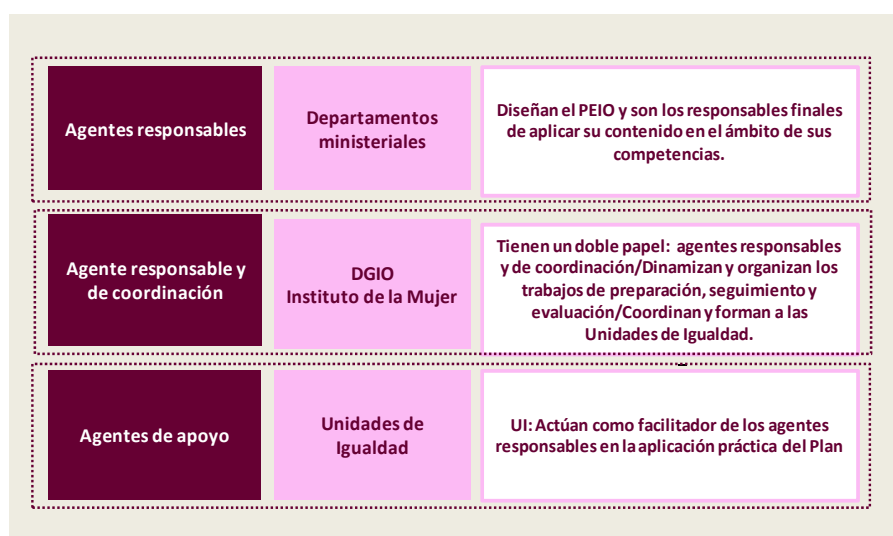 Agentes responsables
Departamentos
ministeriales
Diseñan el PEIO y son los responsables finales
de aplicar su contenido en el ámbito de sus
competencias.
Agente responsable y
de coordinación
DGIO
Instituto de la Mujer
Tienen un doble papel: agentes responsables
y de coordinación/Dinamizan y organizan los
trabajos de preparación, seguimiento y
evaluación/Coordinan y forman a las
Unidades de Igualdad.
Agentes de apoyo
Unidades de
Igualdad
UI: Actúan como facilitador de los agentes
responsables en la aplicación práctica del Plan